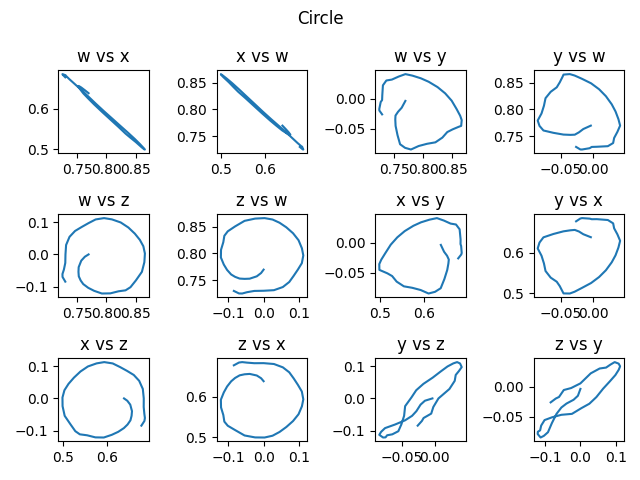 Circle
w vs x
x vs w
w vs y
y vs w
0.6
0.5
0.75 0.80 0.85
0.85
0.80
0.75
0.5 0.6
0.00
−0.05
0.75 0.80 0.85
0.85
0.80
0.75
−0.05 0.00
w vs z
z vs w
x vs y
y vs x
0.1
0.0
−0.1
0.75 0.80 0.85
0.85
0.80
0.75
−0.1 0.0 0.1
0.00
−0.05
0.5 0.6
0.6
0.5
−0.05 0.00
x vs z
z vs x
y vs z
z vs y
0.1
0.0
−0.1
0.5 0.6
0.6
0.5
−0.1 0.0 0.1
0.1
0.0
−0.1
−0.05 0.00
0.00
−0.05
−0.1 0.0 0.1